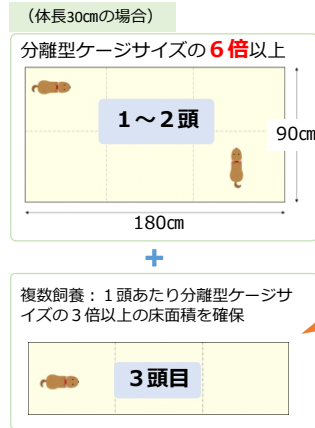 （体長30㎝の場合）
分離型ケージサイズの６倍以上
１～２頭
90㎝
180㎝
+
複数飼養：１頭あたり分離型ケージサ
イズの３倍以上の床面積を確保
３頭目